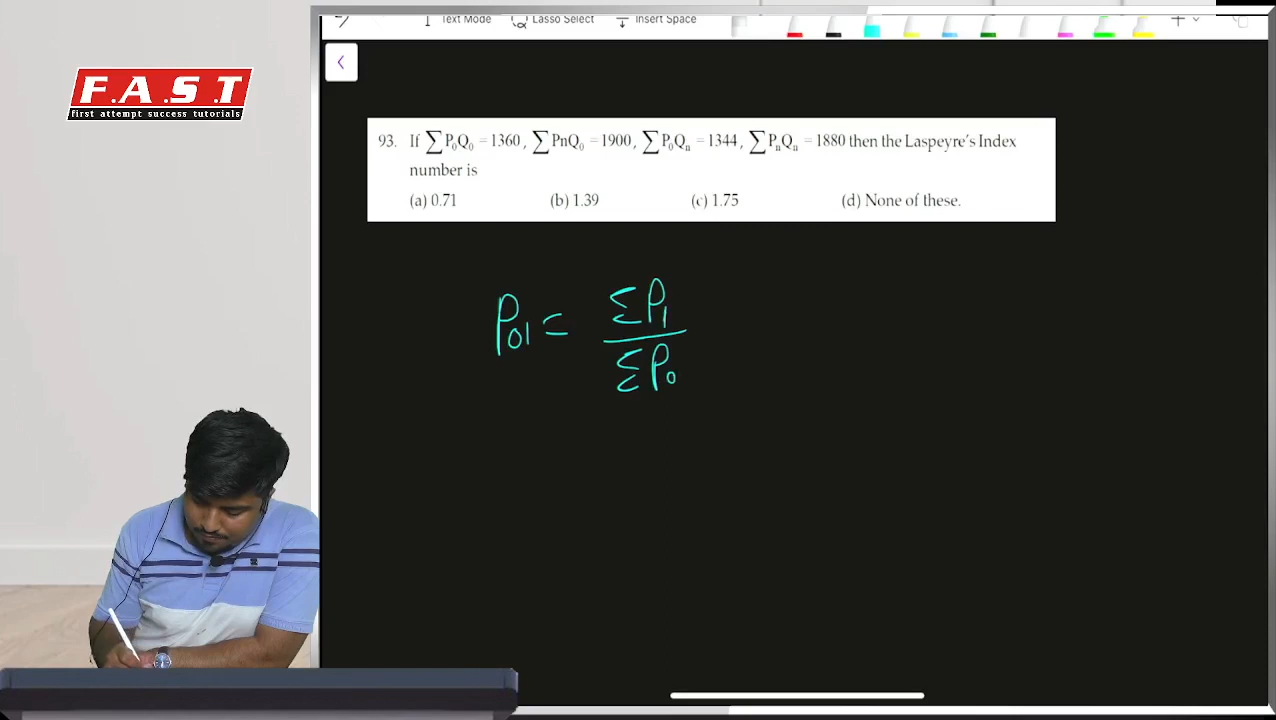 Text Mode Lasso Select Insert Space
F.A.S.T
first attempt success tutorials
93. If ∑P₀Q₀ = 1360, ∑PnQ₀ = 1900, ∑P₀Qₙ = 1344, ∑PₙQₙ = 1880 then the Laspeyre's Index
number is
(a) 0.71 (b) 1.39 (c) 1.75 (d) None of these.
P₀₁ = ΣP₁ / ΣP₀